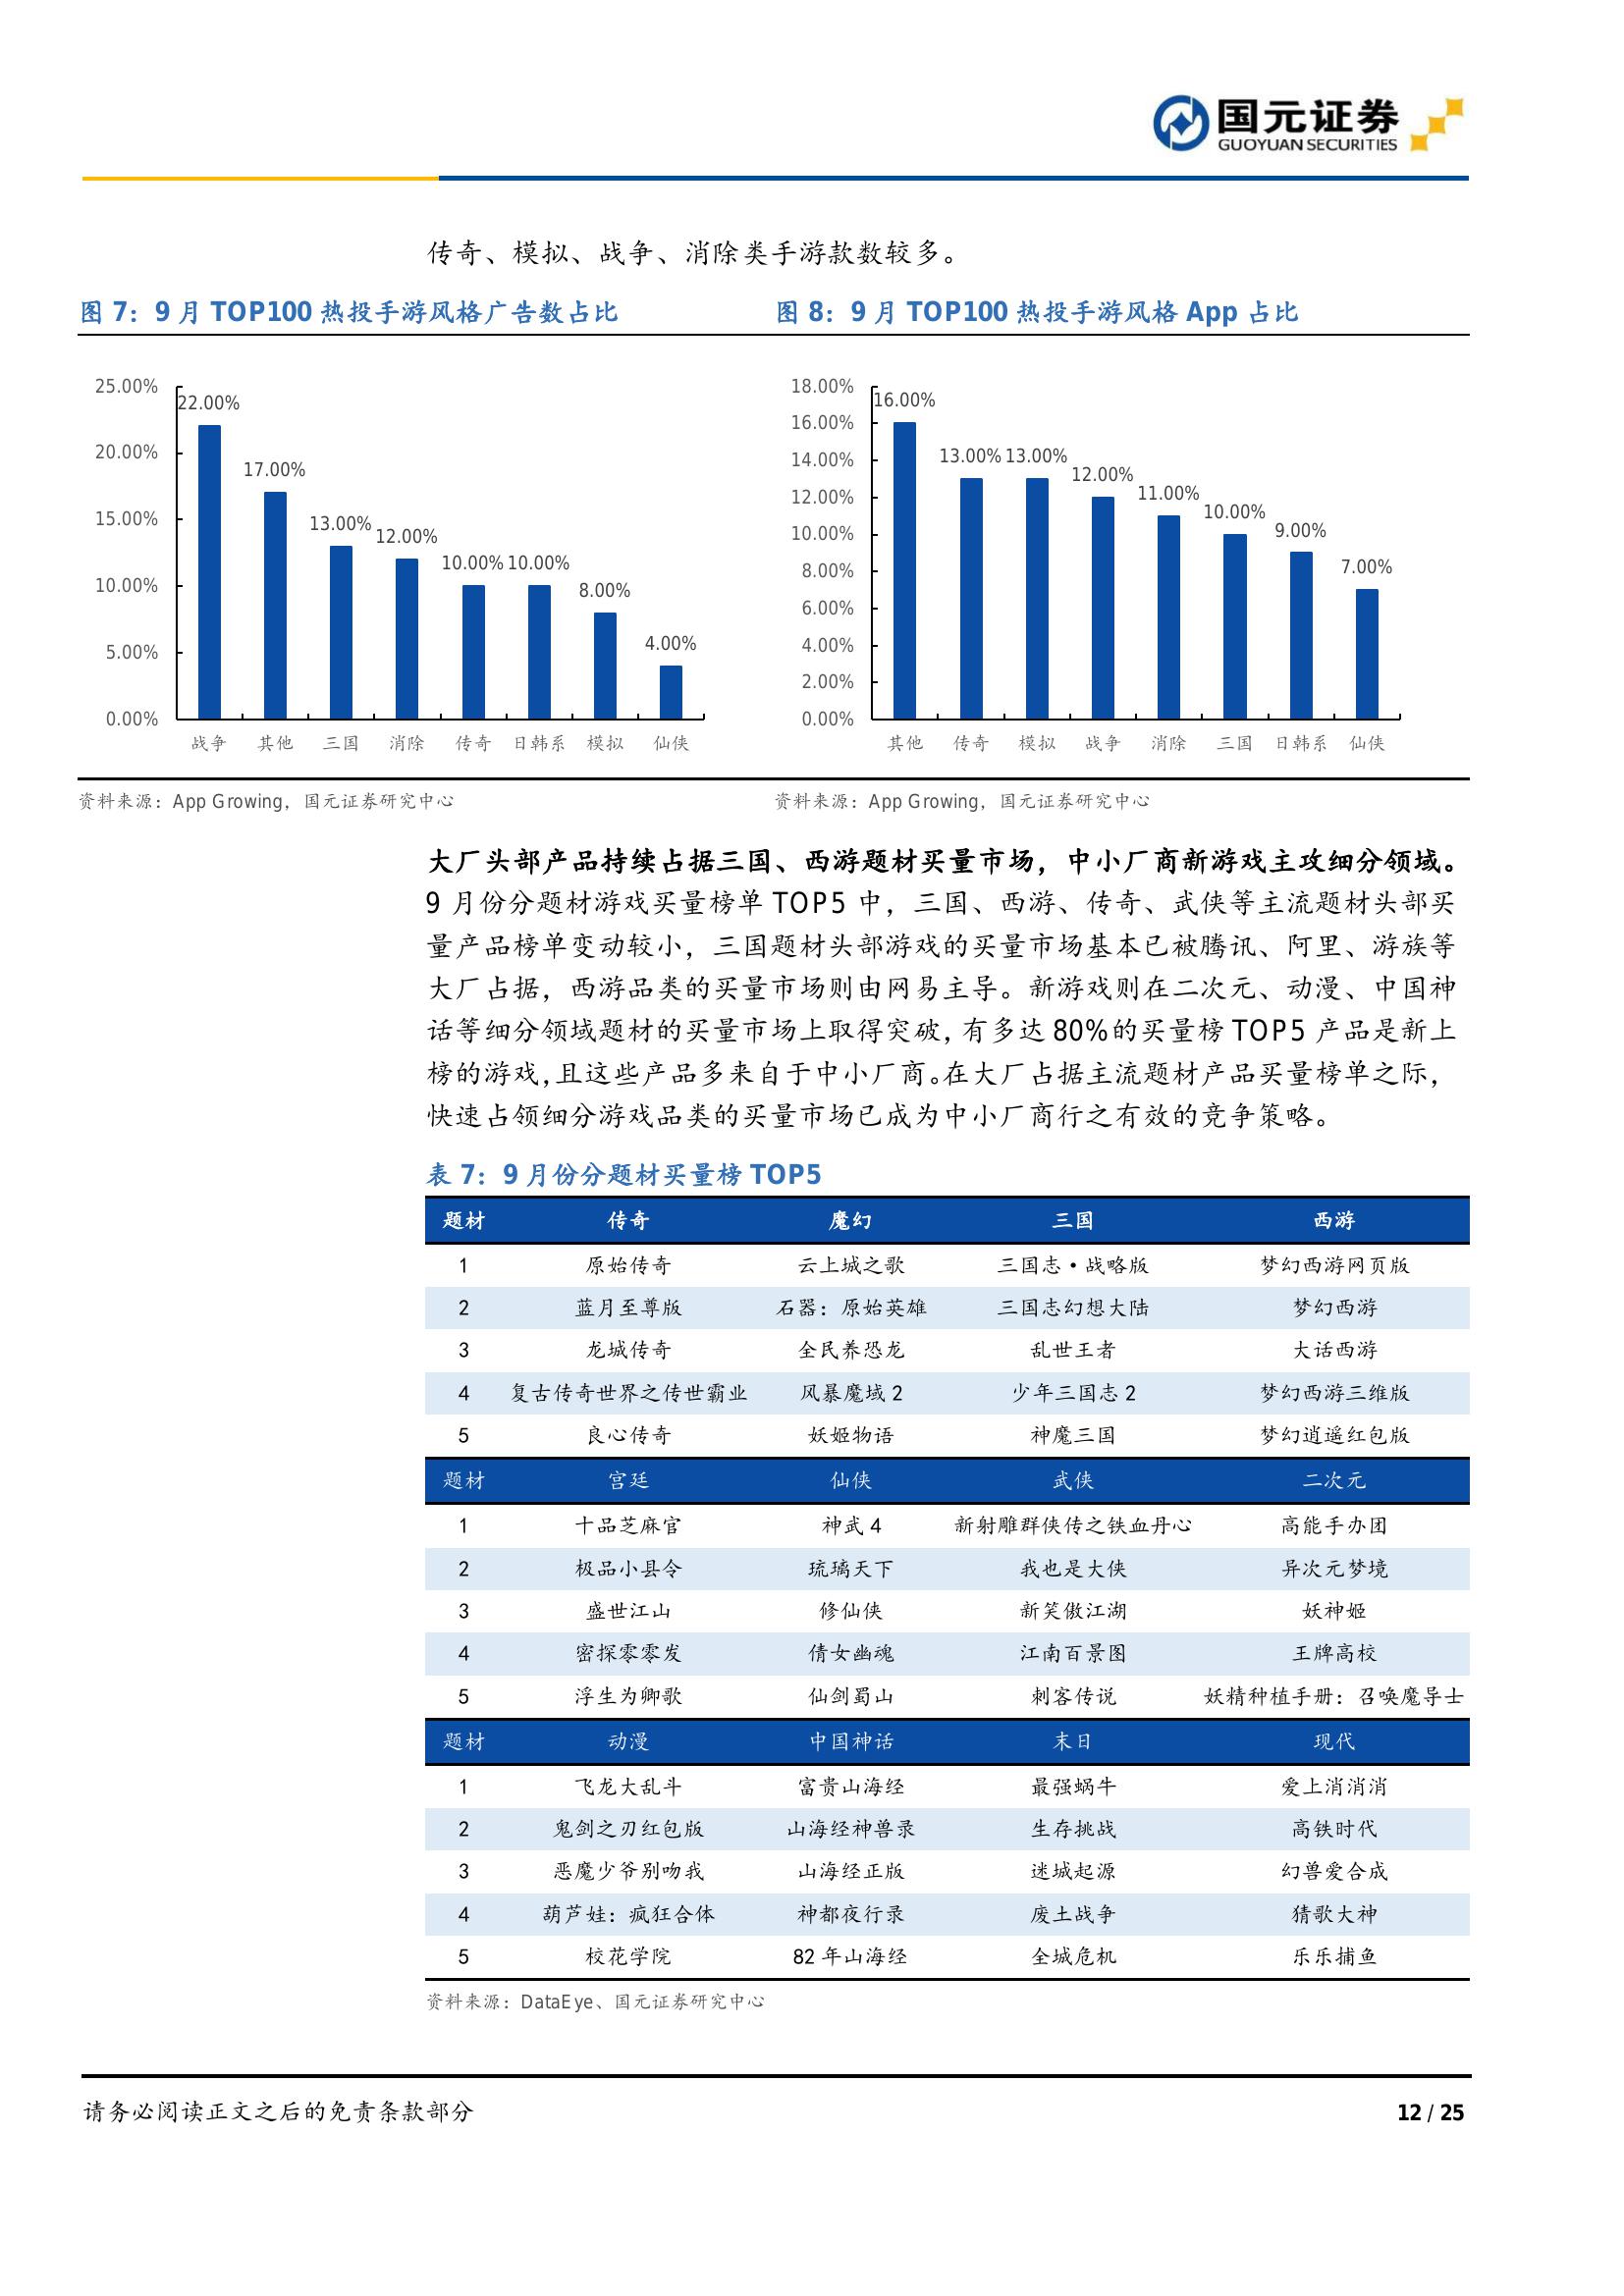 国元证券
GUOYUAN SECURITIES
传奇、模拟、战争、消除类手游款数较多。
图 7：9 月 TOP100 热投手游风格广告数占比
25.00%
20.00%
15.00%
10.00%
5.00%
0.00%
22.00%
17.00%
13.00%
12.00%
10.00%
10.00%
8.00%
4.00%
战争 其他 三国 消除 传奇 日韩系 模拟 仙侠
资料来源：App Growing，国元证券研究中心
图 8：9 月 TOP100 热投手游风格 App 占比
18.00%
16.00%
14.00%
12.00%
10.00%
8.00%
6.00%
4.00%
2.00%
0.00%
16.00%
13.00%
13.00%
12.00%
11.00%
10.00%
9.00%
7.00%
其他 传奇 模拟 战争 消除 三国 日韩系 仙侠
资料来源：App Growing，国元证券研究中心
大厂头部产品持续占据三国、西游题材买量市场，中小厂商新游戏主攻细分领域。
9 月份分题材游戏买量榜单 TOP5 中，三国、西游、传奇、武侠等主流题材头部买
量产品榜单变动较小，三国题材头部游戏的买量市场基本已被腾讯、阿里、游族等
大厂占据，西游品类的买量市场则由网易主导。新游戏则在二次元、动漫、中国神
话等细分领域题材的买量市场上取得突破，有多达 80%的买量榜 TOP5 产品是新上
榜的游戏，且这些产品多来自于中小厂商。在大厂占据主流题材产品买量榜单之际，
快速占领细分游戏品类的买量市场已成为中小厂商行之有效的竞争策略。
表 7：9 月份分题材买量榜 TOP5
题材 传奇 魔幻 三国 西游
1 原始传奇 云上城之歌 三国志·战略版 梦幻西游网页版
2 蓝月至尊版 石器：原始英雄 三国志幻想大陆 梦幻西游
3 龙城传奇 全民养恐龙 乱世王者 大话西游
4 复古传奇世界之传世霸业 风暴魔域 2 少年三国志 2 梦幻西游三维版
5 良心传奇 妖姬物语 神魔三国 梦幻逍遥红包版
题材 宫廷 仙侠 武侠 二次元
1 十品芝麻官 神武 4 新射雕群侠传之铁血丹心 高能手办团
2 极品小县令 琉璃天下 我也是大侠 异次元梦境
3 盛世江山 修仙侠 新笑傲江湖 妖神姬
4 密探零零发 倩女幽魂 江南百景图 王牌高校
5 浮生为卿歌 仙剑蜀山 刺客传说 妖精种植手册：召唤魔导士
题材 动漫 中国神话 末日 现代
1 飞龙大乱斗 富贵山海经 最强蜗牛 爱上消消消
2 鬼剑之刃红包版 山海经神兽录 生存挑战 高铁时代
3 恶魔少爷别吻我 山海经正版 迷城起源 幻兽爱合成
4 葫芦娃：疯狂合体 神都夜行录 废土战争 猜歌大神
5 校花学院 82 年山海经 全城危机 乐乐捕鱼
资料来源：DataEye、国元证券研究中心
请务必阅读正文之后的免责条款部分
12 / 25